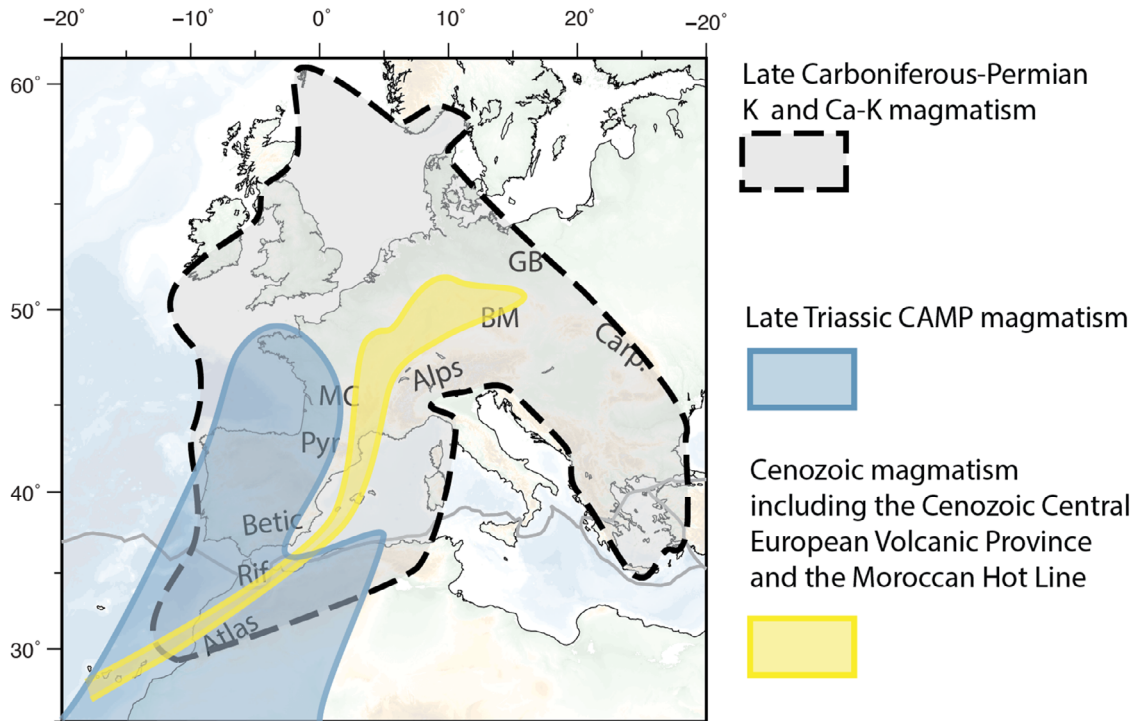 −20° −10° 0° 10° 20° −20°
60°
50°
40°
30°
GB
BM
Carp.
Alps
MC
Pyr
Betic
Rif
Atlas
Late Carboniferous-Permian
K and Ca-K magmatism
Late Triassic CAMP magmatism
Cenozoic magmatism
including the Cenozoic Central
European Volcanic Province
and the Moroccan Hot Line